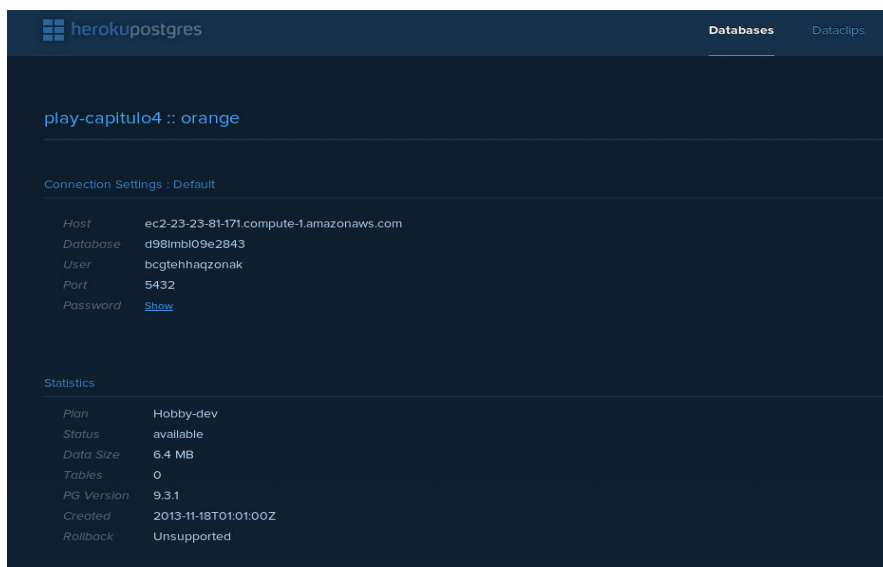 herokupostgres
Databases Dataclips
play-capitulo4 :: orange
Connection Settings : Default
Host ec2-23-23-81-171.compute-1.amazonaws.com
Database d98lmbl09e2843
User bcgtehhaqzonak
Port 5432
Password Show
Statistics
Plan Hobby-dev
Status available
Data Size 6.4 MB
Tables 0
PG Version 9.3.1
Created 2013-11-18T01:01:00Z
Rollback Unsupported